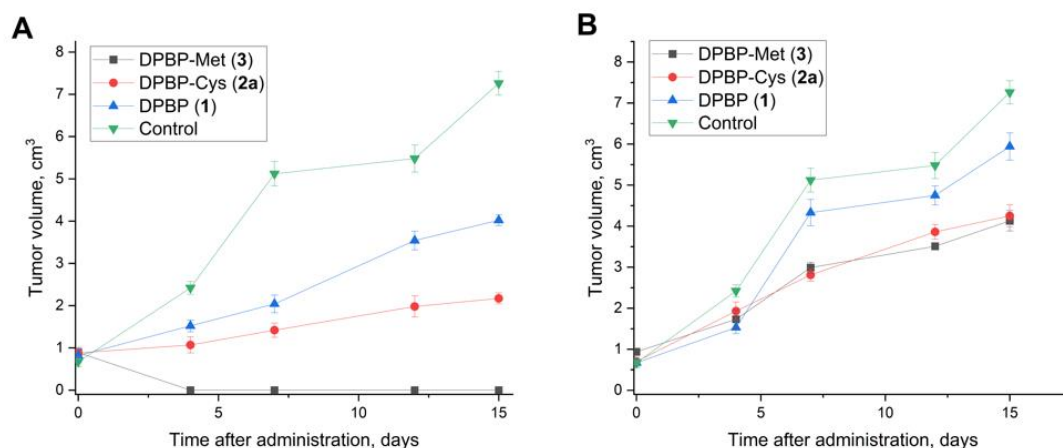 A
DPBP-Met (3)
DPBP-Cys (2a)
DPBP (1)
Control
Tumor volume, cm³
8
7
6
5
4
3
2
1
0
0
5
10
15
Time after administration, days
B
DPBP-Met (3)
DPBP-Cys (2a)
DPBP (1)
Control
Tumor volume, cm³
8
7
6
5
4
3
2
1
0
0
5
10
15
Time after administration, days